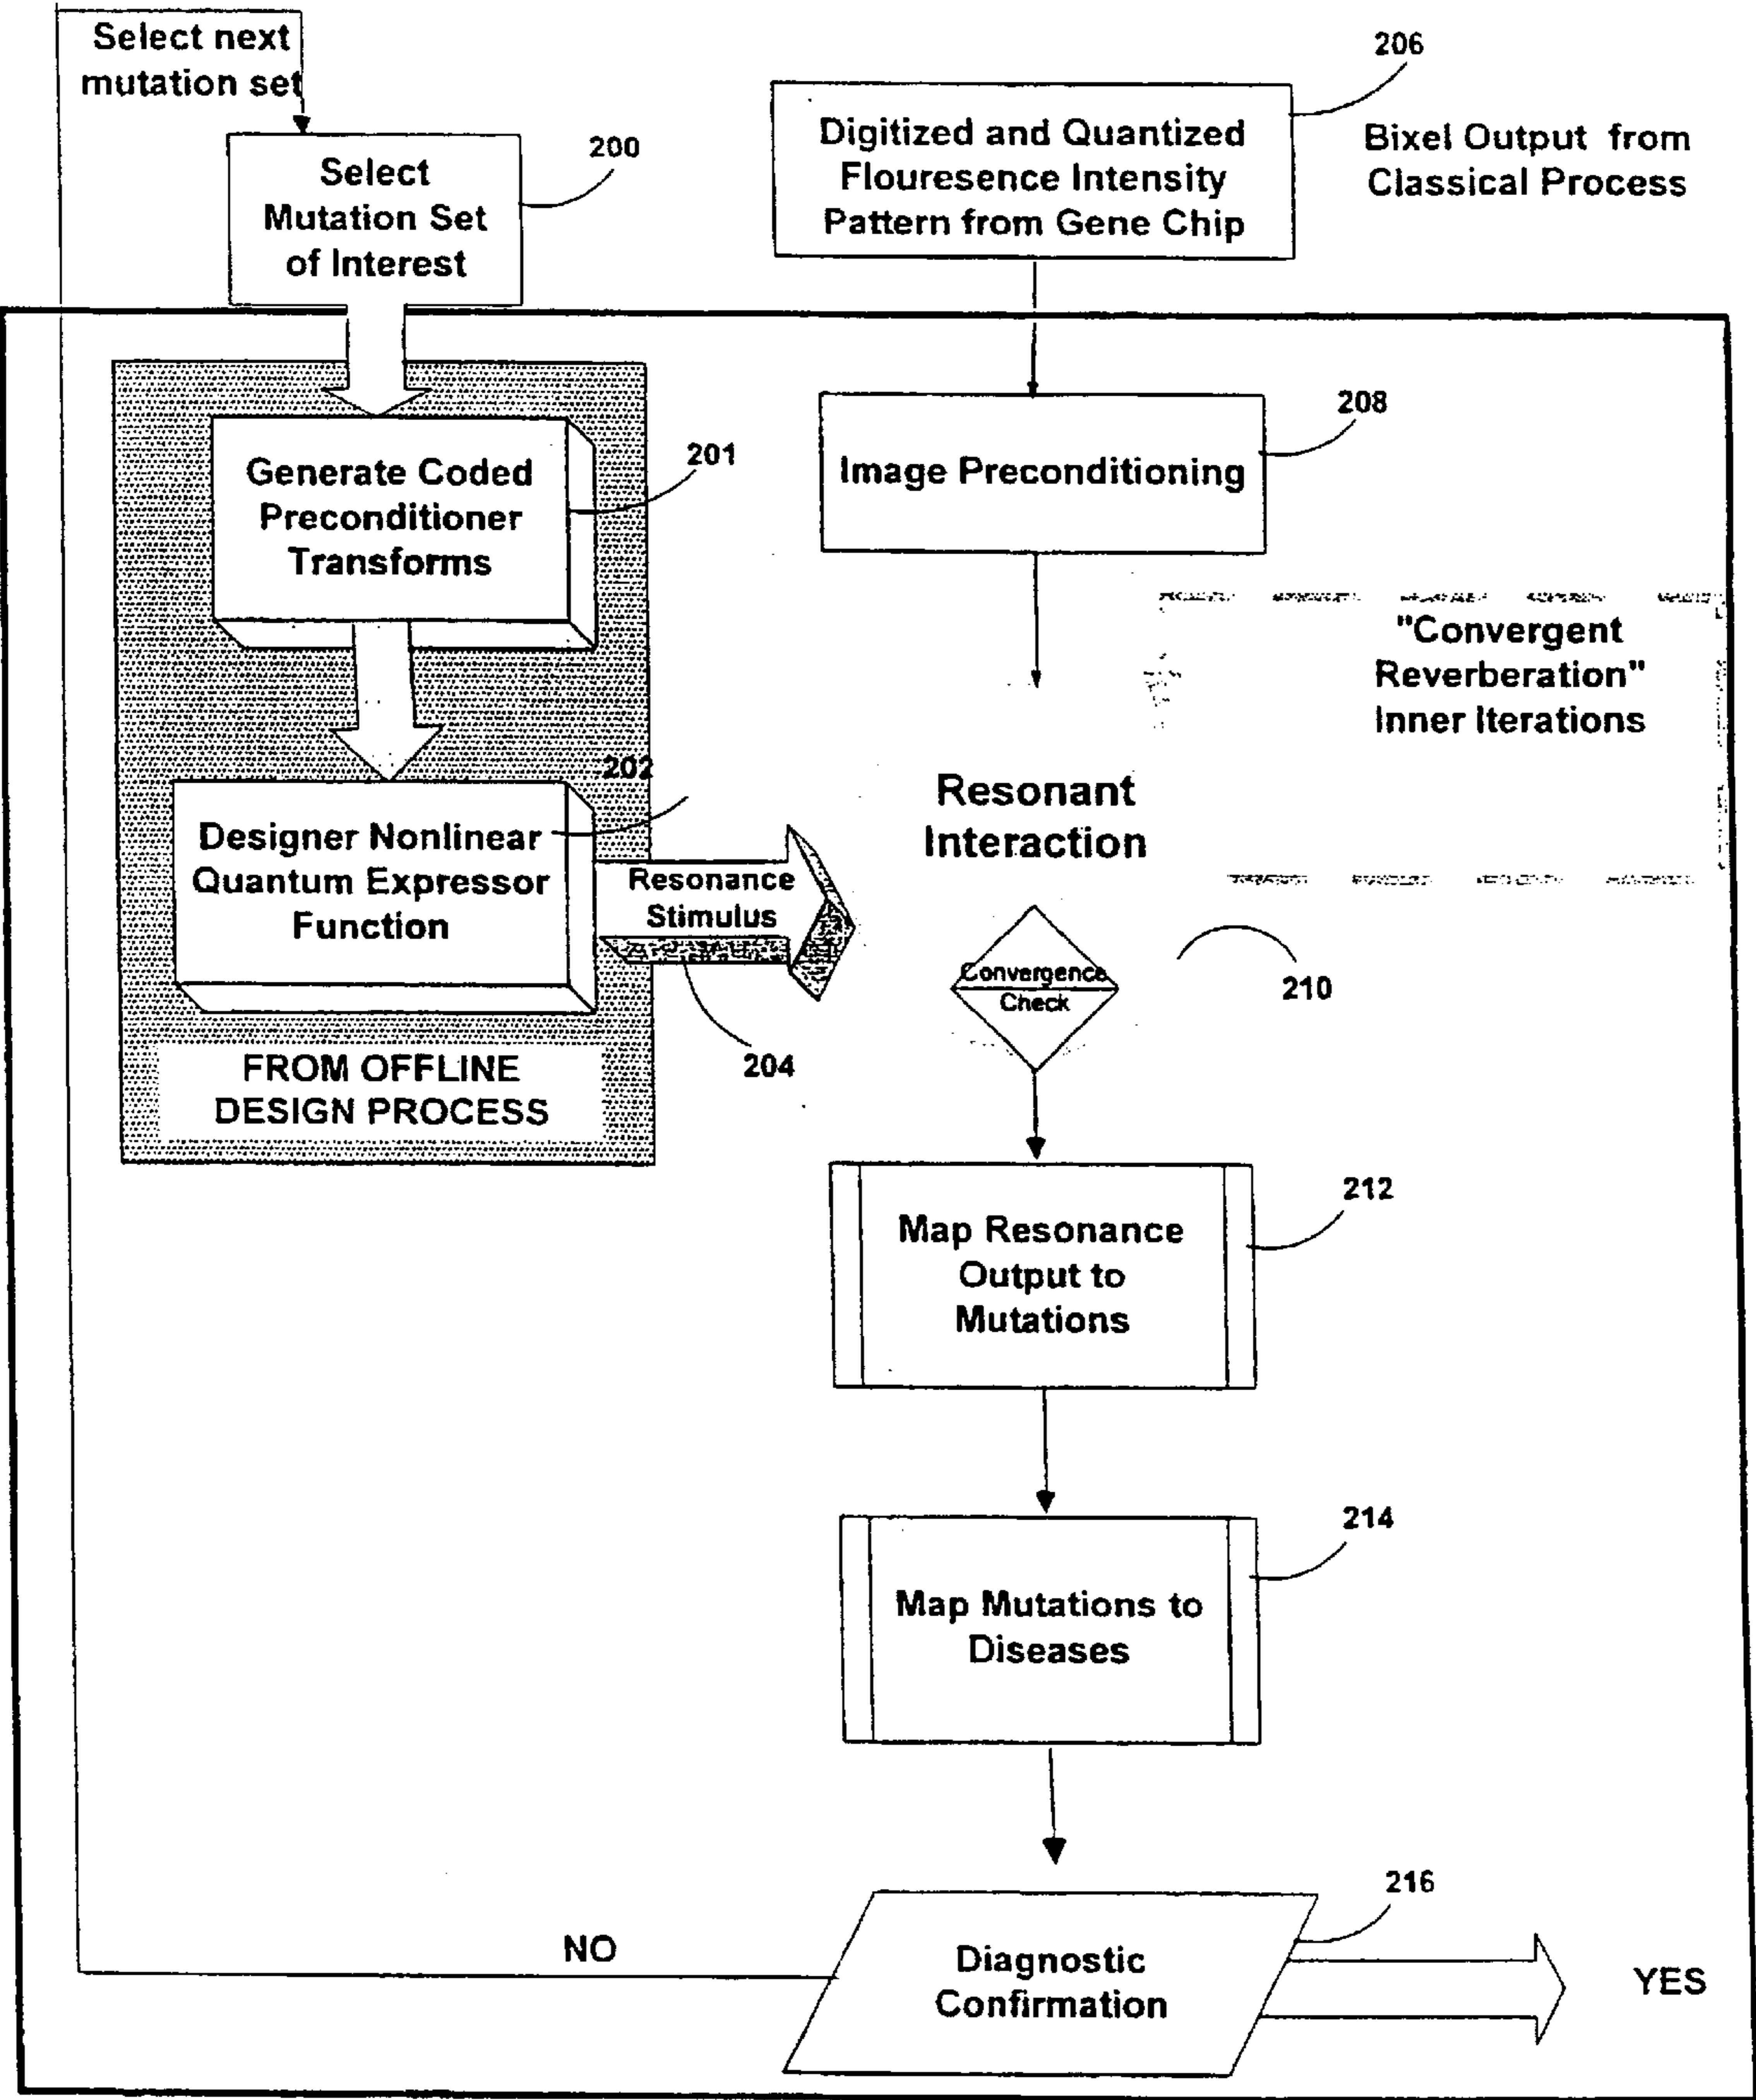 Select next
mutation set
200
Select
Mutation Set
of Interest
206
Digitized and Quantized
Flouresence Intensity
Pattern from Gene Chip
Bixel Output from
Classical Process
201
Generate Coded
Preconditioner
Transforms
208
Image Preconditioning
"Convergent
Reverberation"
Inner Iterations
202
Designer Nonlinear
Quantum Expressor
Function
Resonance
Stimulus
204
FROM OFFLINE
DESIGN PROCESS
Resonant
Interaction
Convergence
Check
210
212
Map Resonance
Output to
Mutations
214
Map Mutations to
Diseases
216
Diagnostic
Confirmation
NO
YES